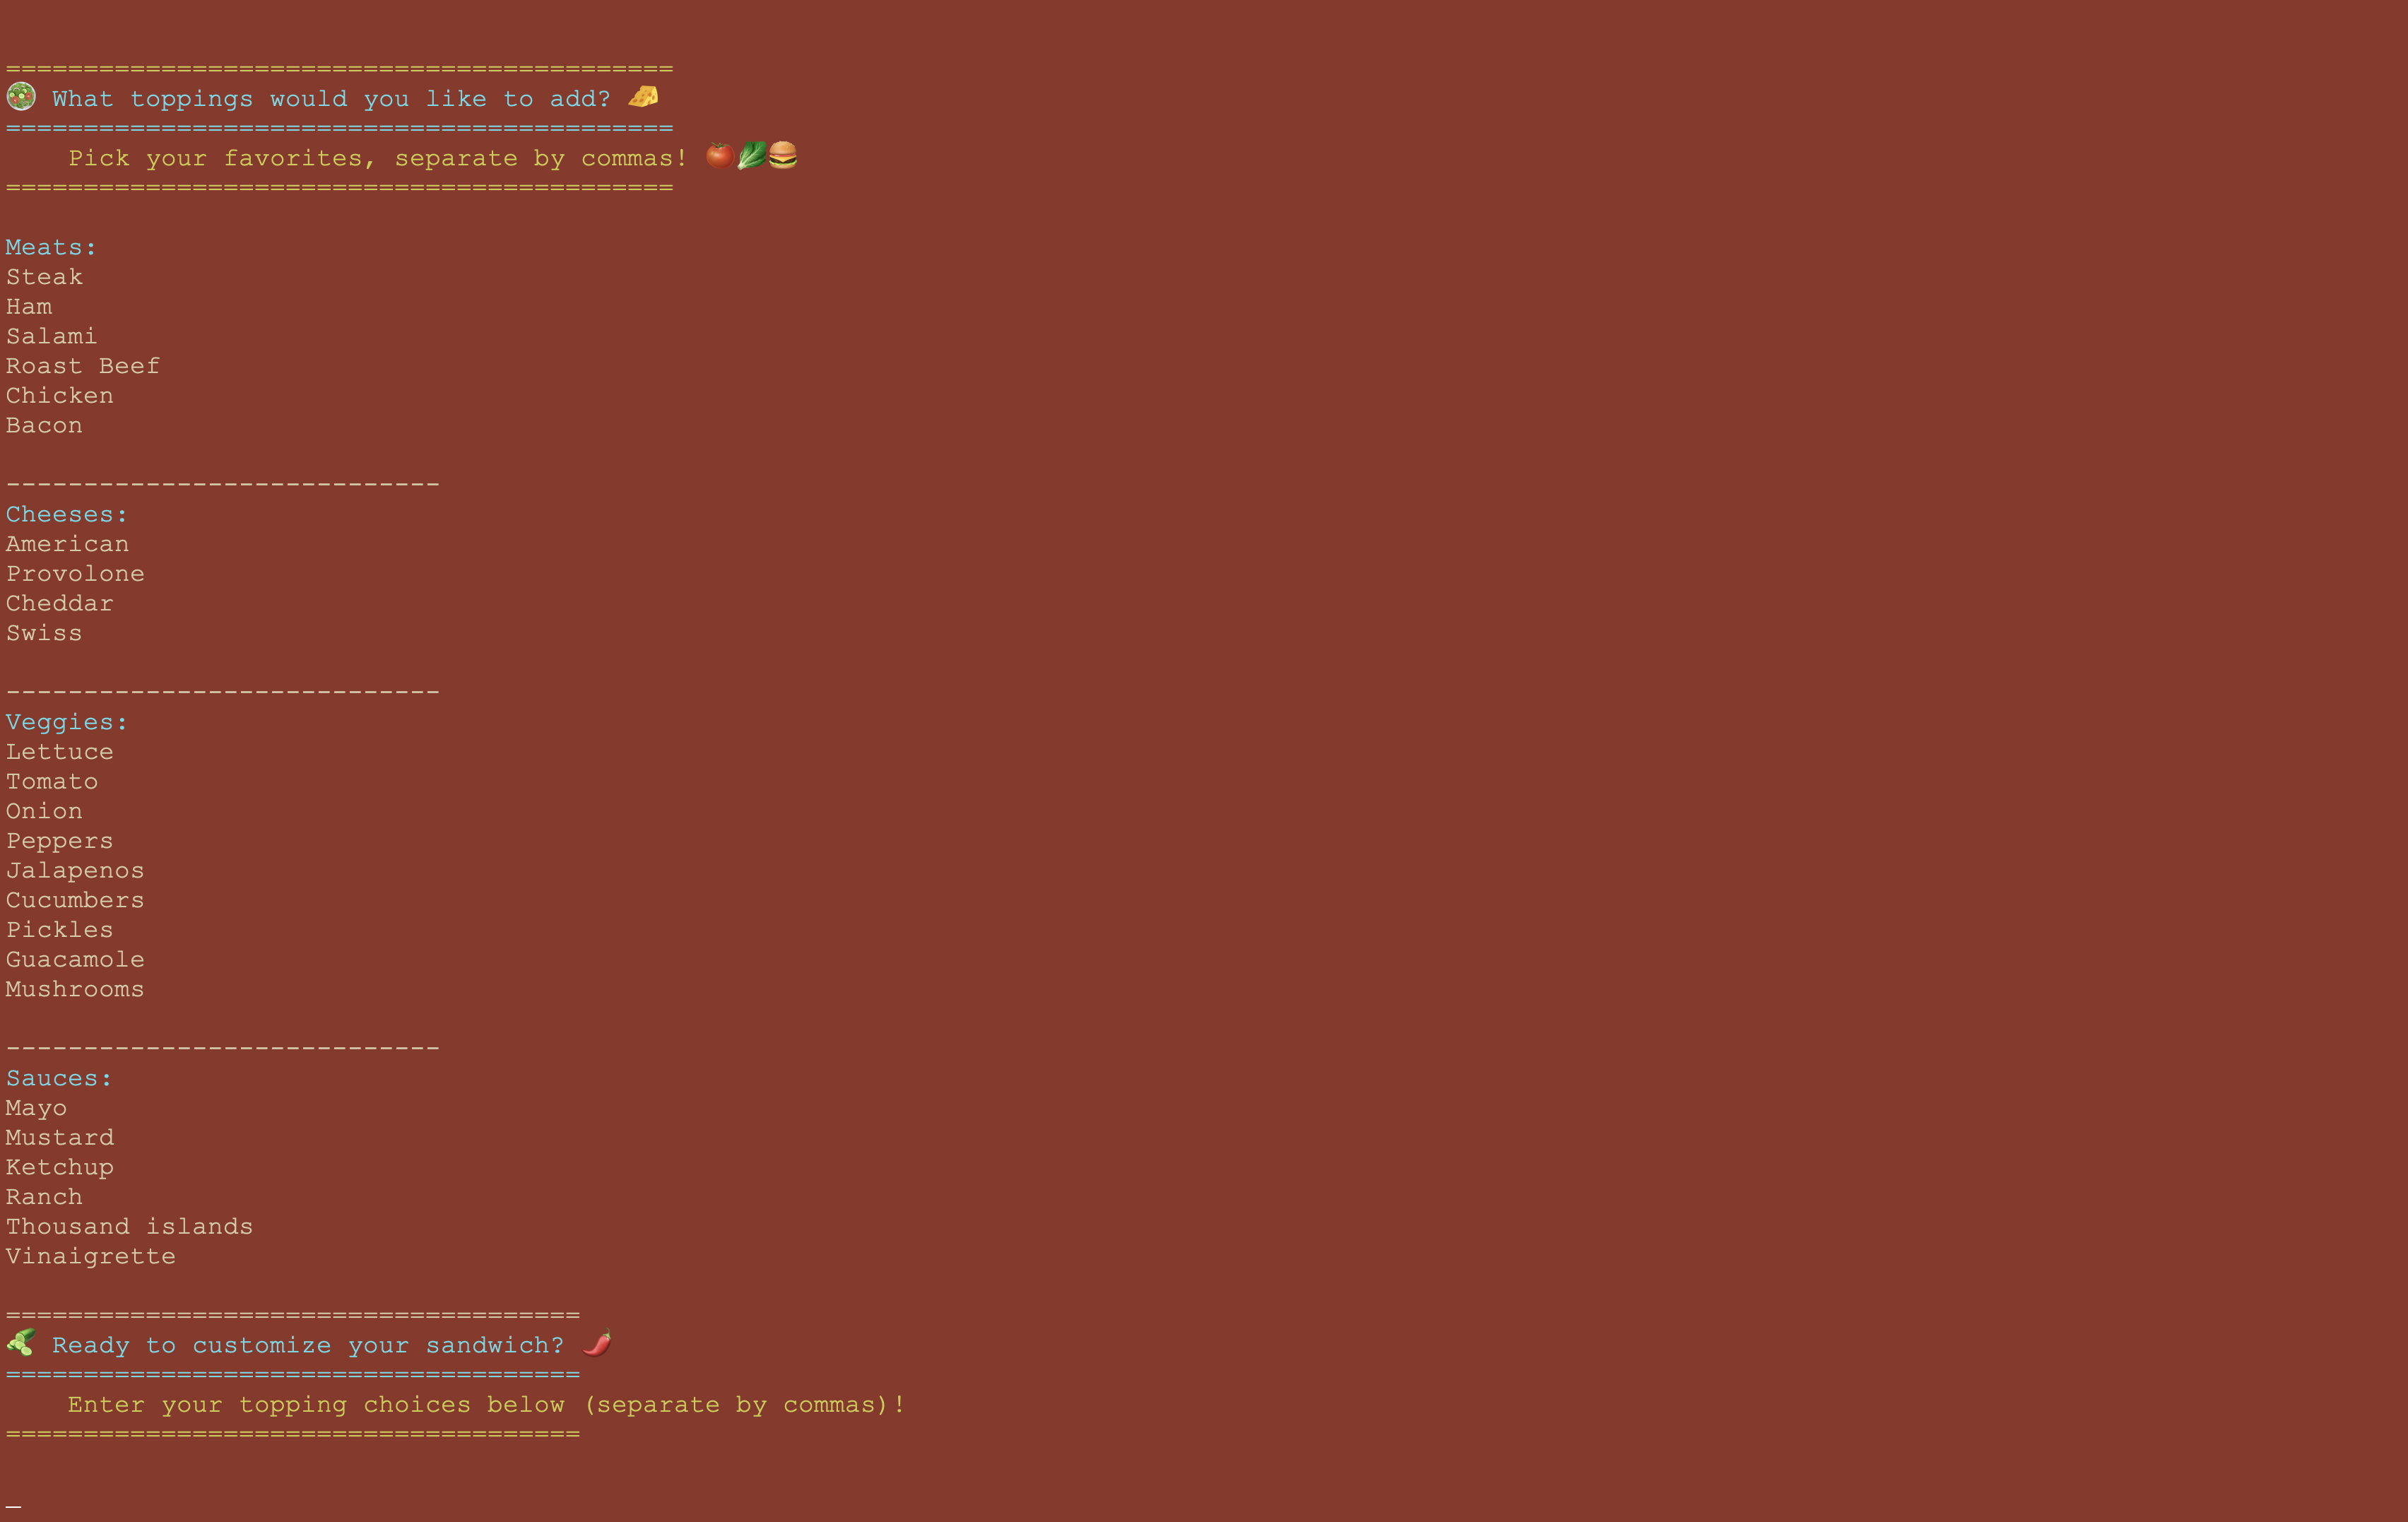 ===========================================
🥗 What toppings would you like to add? 🧀
===========================================
    Pick your favorites, separate by commas! 🍅🥬🍔
===========================================
Meats:
Steak
Ham
Salami
Roast Beef
Chicken
Bacon
----------------------------
Cheeses:
American
Provolone
Cheddar
Swiss
----------------------------
Veggies:
Lettuce
Tomato
Onion
Peppers
Jalapenos
Cucumbers
Pickles
Guacamole
Mushrooms
----------------------------
Sauces:
Mayo
Mustard
Ketchup
Ranch
Thousand islands
Vinaigrette
=====================================
🥒 Ready to customize your sandwich? 🌶️
=====================================
    Enter your topping choices below (separate by commas)!
=====================================
_